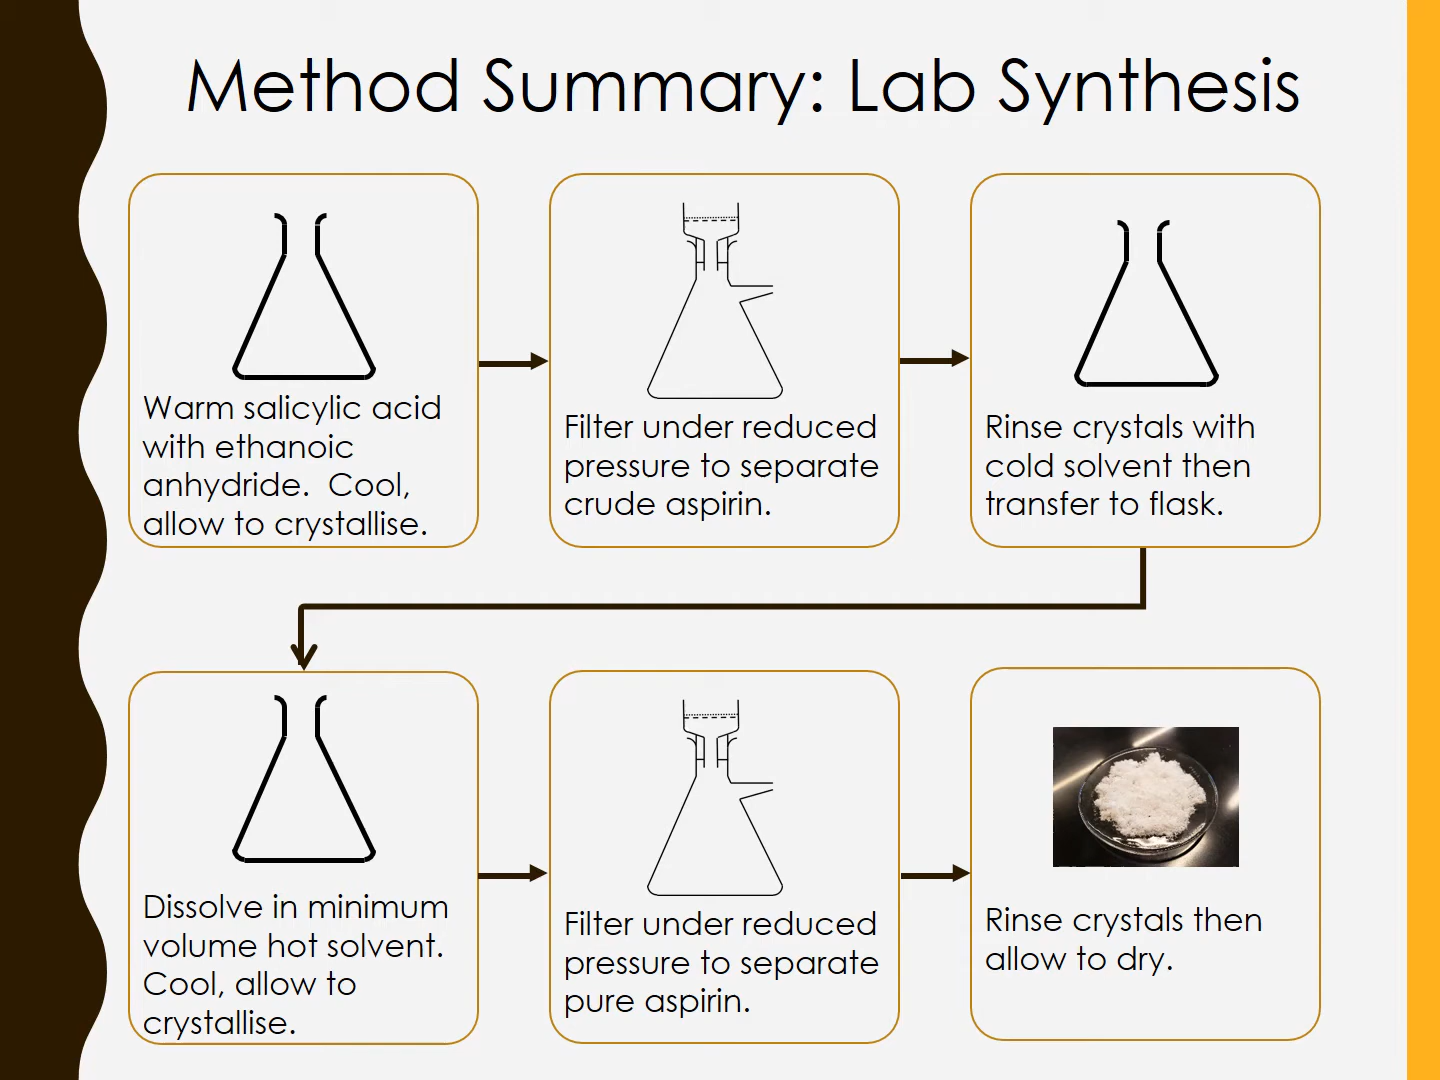 Method Summary: Lab Synthesis
Warm salicylic acid
with ethanoic
anhydride.  Cool,
allow to crystallise.
Filter under reduced
pressure to separate
crude aspirin.
Rinse crystals with
cold solvent then
transfer to flask.
Dissolve in minimum
volume hot solvent.
Cool, allow to
crystallise.
Filter under reduced
pressure to separate
pure aspirin.
Rinse crystals then
allow to dry.